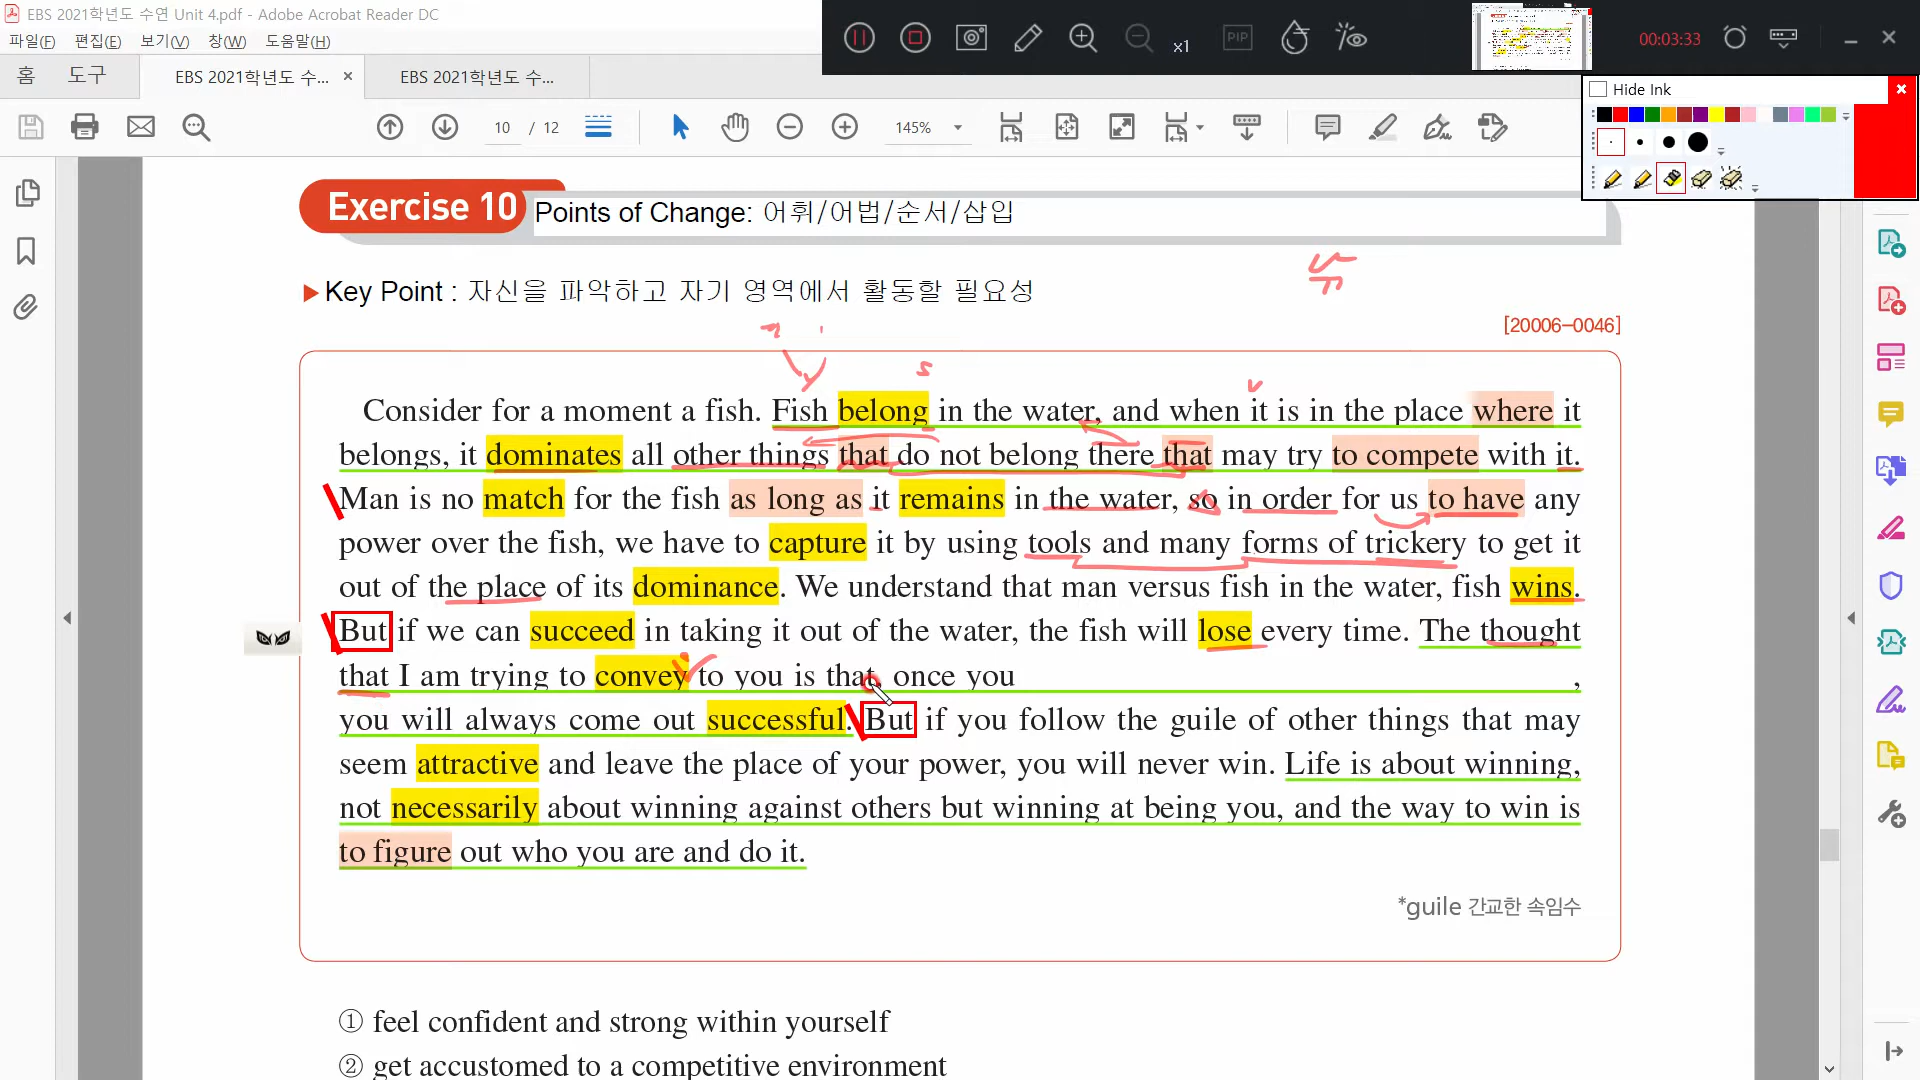 EBS 2021학년도 수연 Unit 4.pdf - Adobe Acrobat Reader DC
파일(F) 편집(E) 보기(V) 창(W) 도움말(H)
x1
PIP
00:03:33
홈 도구 EBS 2021학년도 수... × EBS 2021학년도 수...
Hide Ink
10 / 12
145%
Exercise 10 Points of Change: 어휘/어법/순서/삽입
Key Point : 자신을 파악하고 자기 영역에서 활동할 필요성
[20006-0046]
s
v
Consider for a moment a fish. Fish belong in the water, and when it is in the place where it
belongs, it dominates all other things that do not belong there that may try to compete with it.
Man is no match for the fish as long as it remains in the water, so in order for us to have any
power over the fish, we have to capture it by using tools and many forms of trickery to get it
out of the place of its dominance. We understand that man versus fish in the water, fish wins.
But if we can succeed in taking it out of the water, the fish will lose every time. The thought
that I am trying to convey to you is that, once you ,
you will always come out successful. But if you follow the guile of other things that may
seem attractive and leave the place of your power, you will never win. Life is about winning,
not necessarily about winning against others but winning at being you, and the way to win is
to figure out who you are and do it.
*guile 간교한 속임수
① feel confident and strong within yourself
② get accustomed to a competitive environment